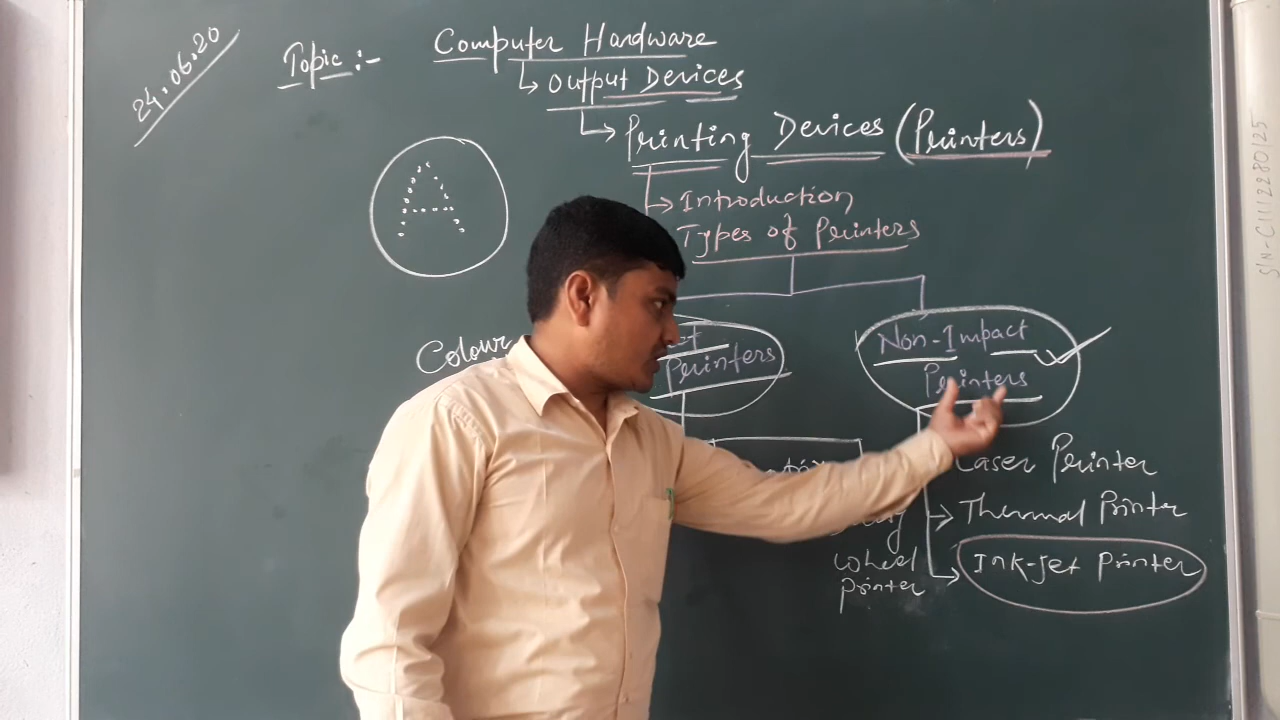 24.06.20
Topic :-
Computer Hardware
Output Devices
Printing Devices (Printers)
Introduction
Types of Printers
A
Colour
Printers
Non-Impact
Printers
Laser Printer
Thermal Printer
Ink-Jet Printer
Wheel
printer
S/N-C1112280125